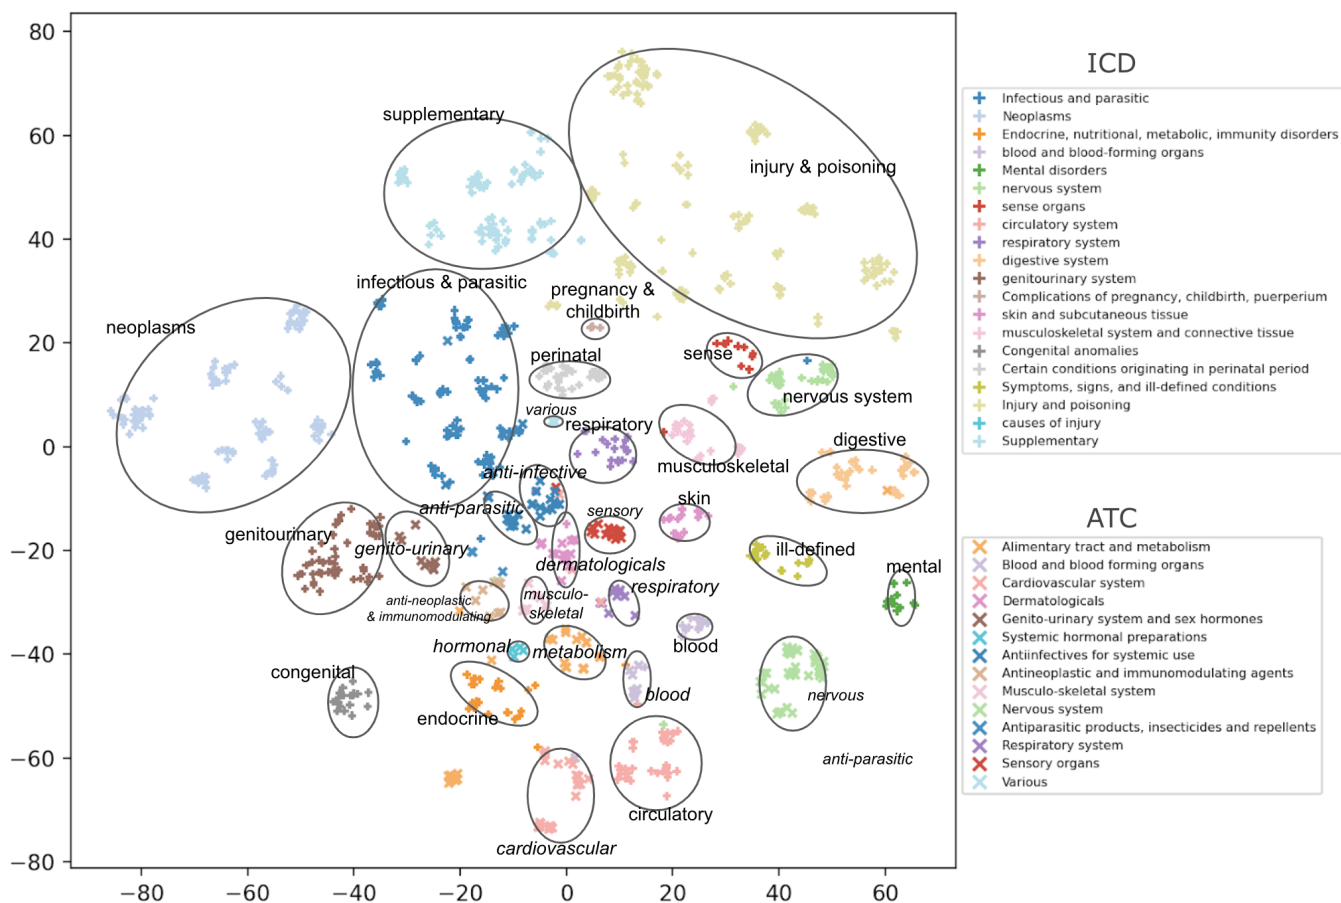 80
60
40
20
0
−20
−40
−60
−80
−80
−60
−40
−20
0
20
40
60
supplementary
injury & poisoning
infectious & parasitic
pregnancy &
childbirth
neoplasms
perinatal
sense
nervous system
various
respiratory
digestive
musculoskeletal
anti-infective
anti-parasitic
skin
sensory
genitourinary
genito-urinary
dermatologicals
ill-defined
mental
respiratory
musculo-
skeletal
anti-neoplastic
& immunomodulating
hormonal
metabolism
blood
congenital
endocrine
blood
nervous
anti-parasitic
circulatory
cardiovascular
ICD
Infectious and parasitic
Neoplasms
Endocrine, nutritional, metabolic, immunity disorders
blood and blood-forming organs
Mental disorders
nervous system
sense organs
circulatory system
respiratory system
digestive system
genitourinary system
Complications of pregnancy, childbirth, puerperium
skin and subcutaneous tissue
musculoskeletal system and connective tissue
Congenital anomalies
Certain conditions originating in perinatal period
Symptoms, signs, and ill-defined conditions
Injury and poisoning
causes of injury
Supplementary
ATC
Alimentary tract and metabolism
Blood and blood forming organs
Cardiovascular system
Dermatologicals
Genito-urinary system and sex hormones
Systemic hormonal preparations
Antiinfectives for systemic use
Antineoplastic and immunomodulating agents
Musculo-skeletal system
Nervous system
Antiparasitic products, insecticides and repellents
Respiratory system
Sensory organs
Various